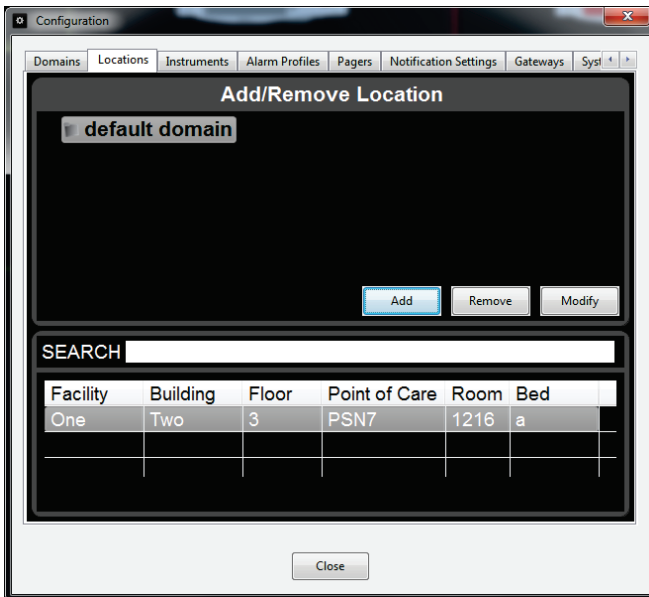 Configuration
x
Domains Locations Instruments Alarm Profiles Pagers Notification Settings Gateways Syst
Add/Remove Location
default domain
Add Remove Modify
SEARCH
Facility Building Floor Point of Care Room Bed
One Two 3 PSN7 1216 a
Close